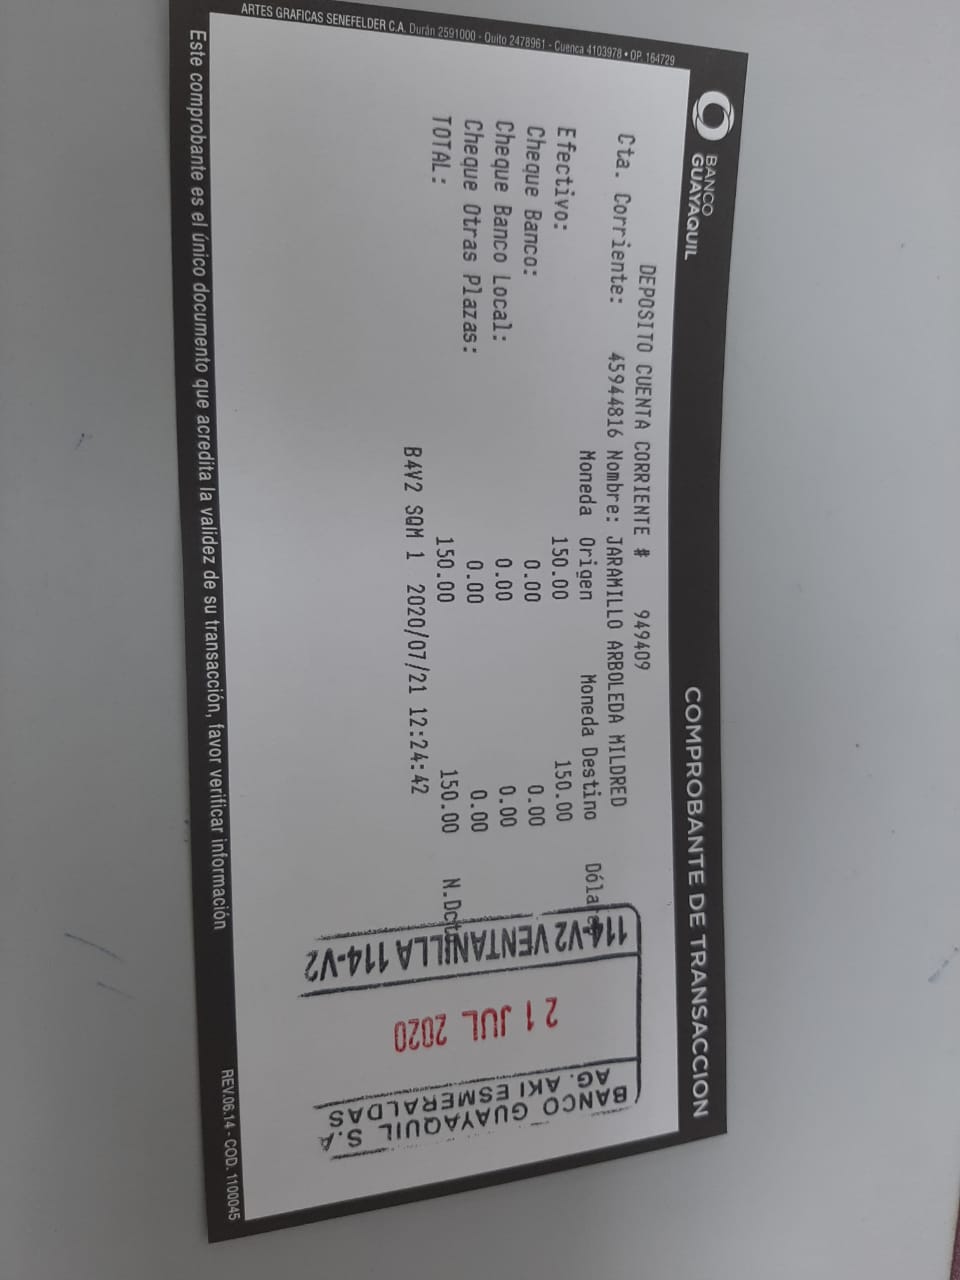 BANCO
GUAYAQUIL
COMPROBANTE DE TRANSACCION
DEPOSITO CUENTA CORRIENTE # 949409
Cta. Corriente: 45944816 Nombre: JARAMILLO ARBOLEDA MILDRED
Moneda Origen Moneda Destino
Efectivo: 150.00 150.00
Cheque Banco: 0.00 0.00
Cheque Banco Local: 0.00 0.00
Cheque Otras Plazas: 0.00 0.00
TOTAL: 150.00 150.00
B4V2 SQM 1 2020/07/21 12:24:42
114-V2 VENTANILLA 114-V2
21 JUL 2020
BANCO GUAYAQUIL S.A
AG. AKI ESMERALDAS
ARTES GRAFICAS SENEFELDER C.A. Durán 2591000 - Quito 2478961 - Cuenca 4103978 • OP. 164729
Este comprobante es el único documento que acredita la validez de su transacción, favor verificar información
REV.06.14 - COD. 1100045